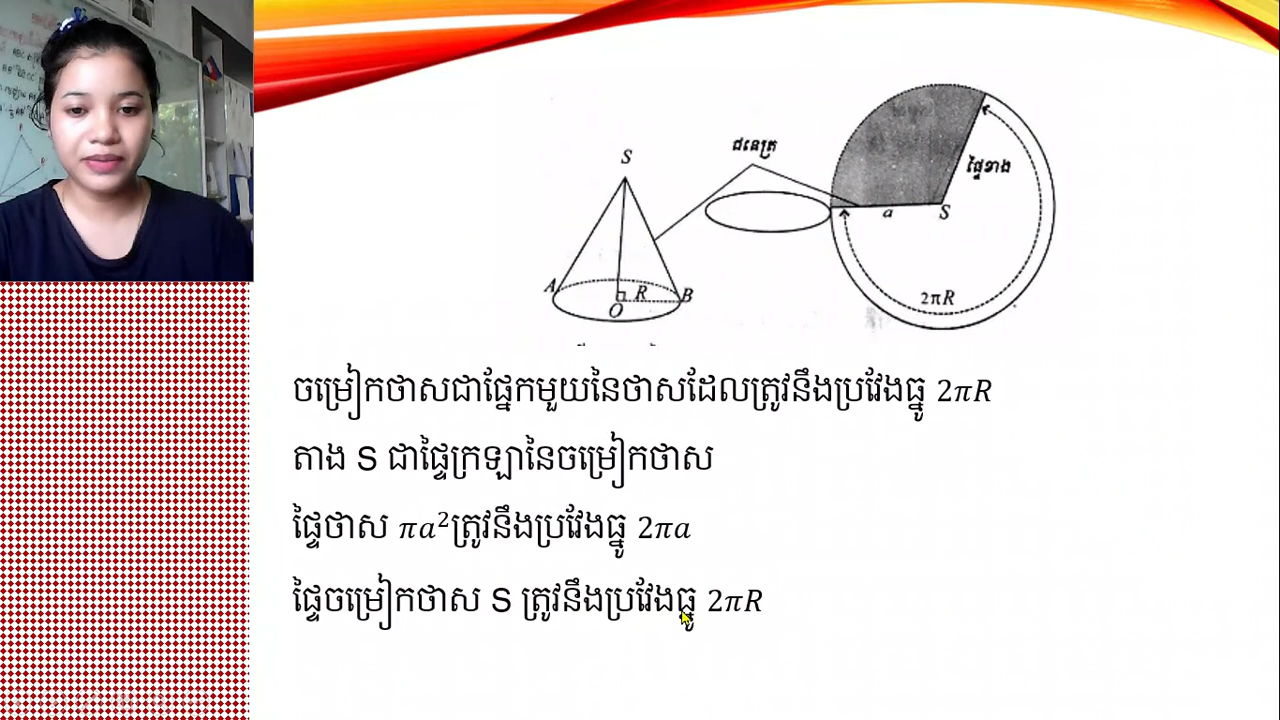 S
ជនេត្រ
ផ្ទៃខាង
a
S
A
R
B
O
2πR
ចម្រៀកថាសជាផ្នែកមួយនៃថាសដែលត្រូវនឹងប្រវែងធ្នូ 2πR
តាង S ជាផ្ទៃក្រឡានៃចម្រៀកថាស
ផ្ទៃថាស πa²ត្រូវនឹងប្រវែងធ្នូ 2πa
ផ្ទៃចម្រៀកថាស S ត្រូវនឹងប្រវែងធ្នូ 2πR